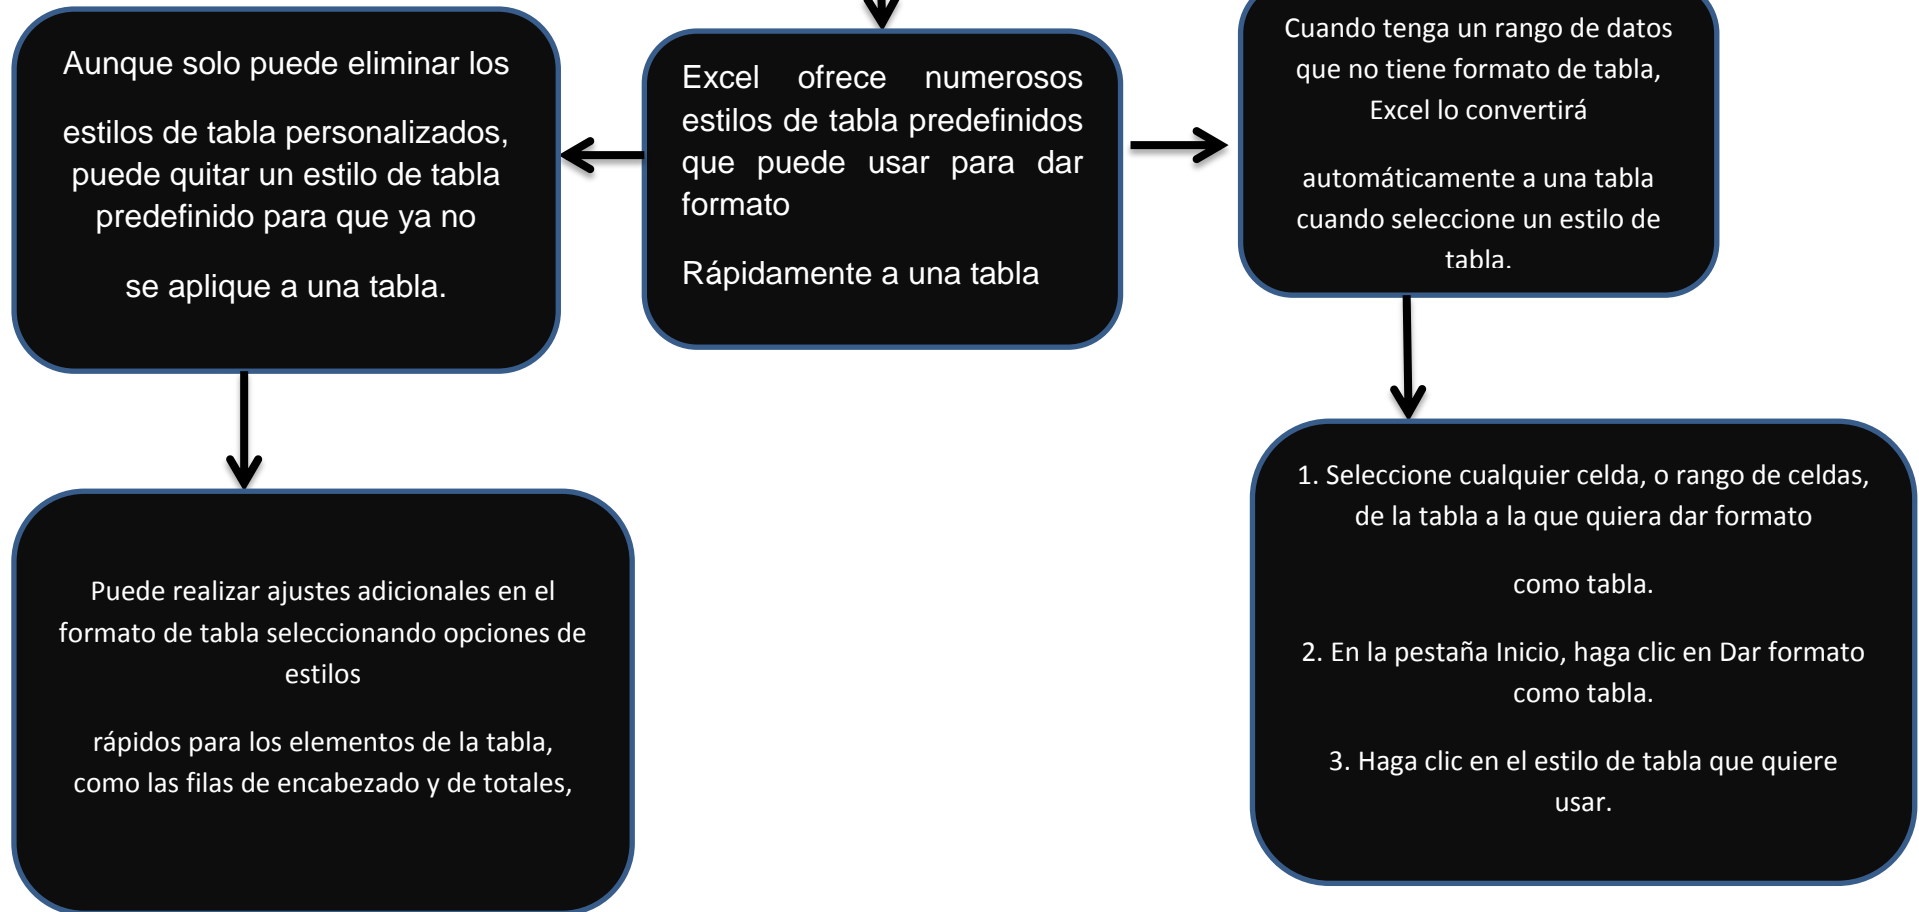 Aunque solo puede eliminar los
estilos de tabla personalizados,
puede quitar un estilo de tabla
predefinido para que ya no
se aplique a una tabla.
Excel ofrece numerosos
estilos de tabla predefinidos
que puede usar para dar
formato
Rápidamente a una tabla
Cuando tenga un rango de datos
que no tiene formato de tabla,
Excel lo convertirá
automáticamente a una tabla
cuando seleccione un estilo de
tabla.
Puede realizar ajustes adicionales en el
formato de tabla seleccionando opciones de
estilos
rápidos para los elementos de la tabla,
como las filas de encabezado y de totales,
1. Seleccione cualquier celda, o rango de celdas,
de la tabla a la que quiera dar formato
como tabla.
2. En la pestaña Inicio, haga clic en Dar formato
como tabla.
3. Haga clic en el estilo de tabla que quiere
usar.